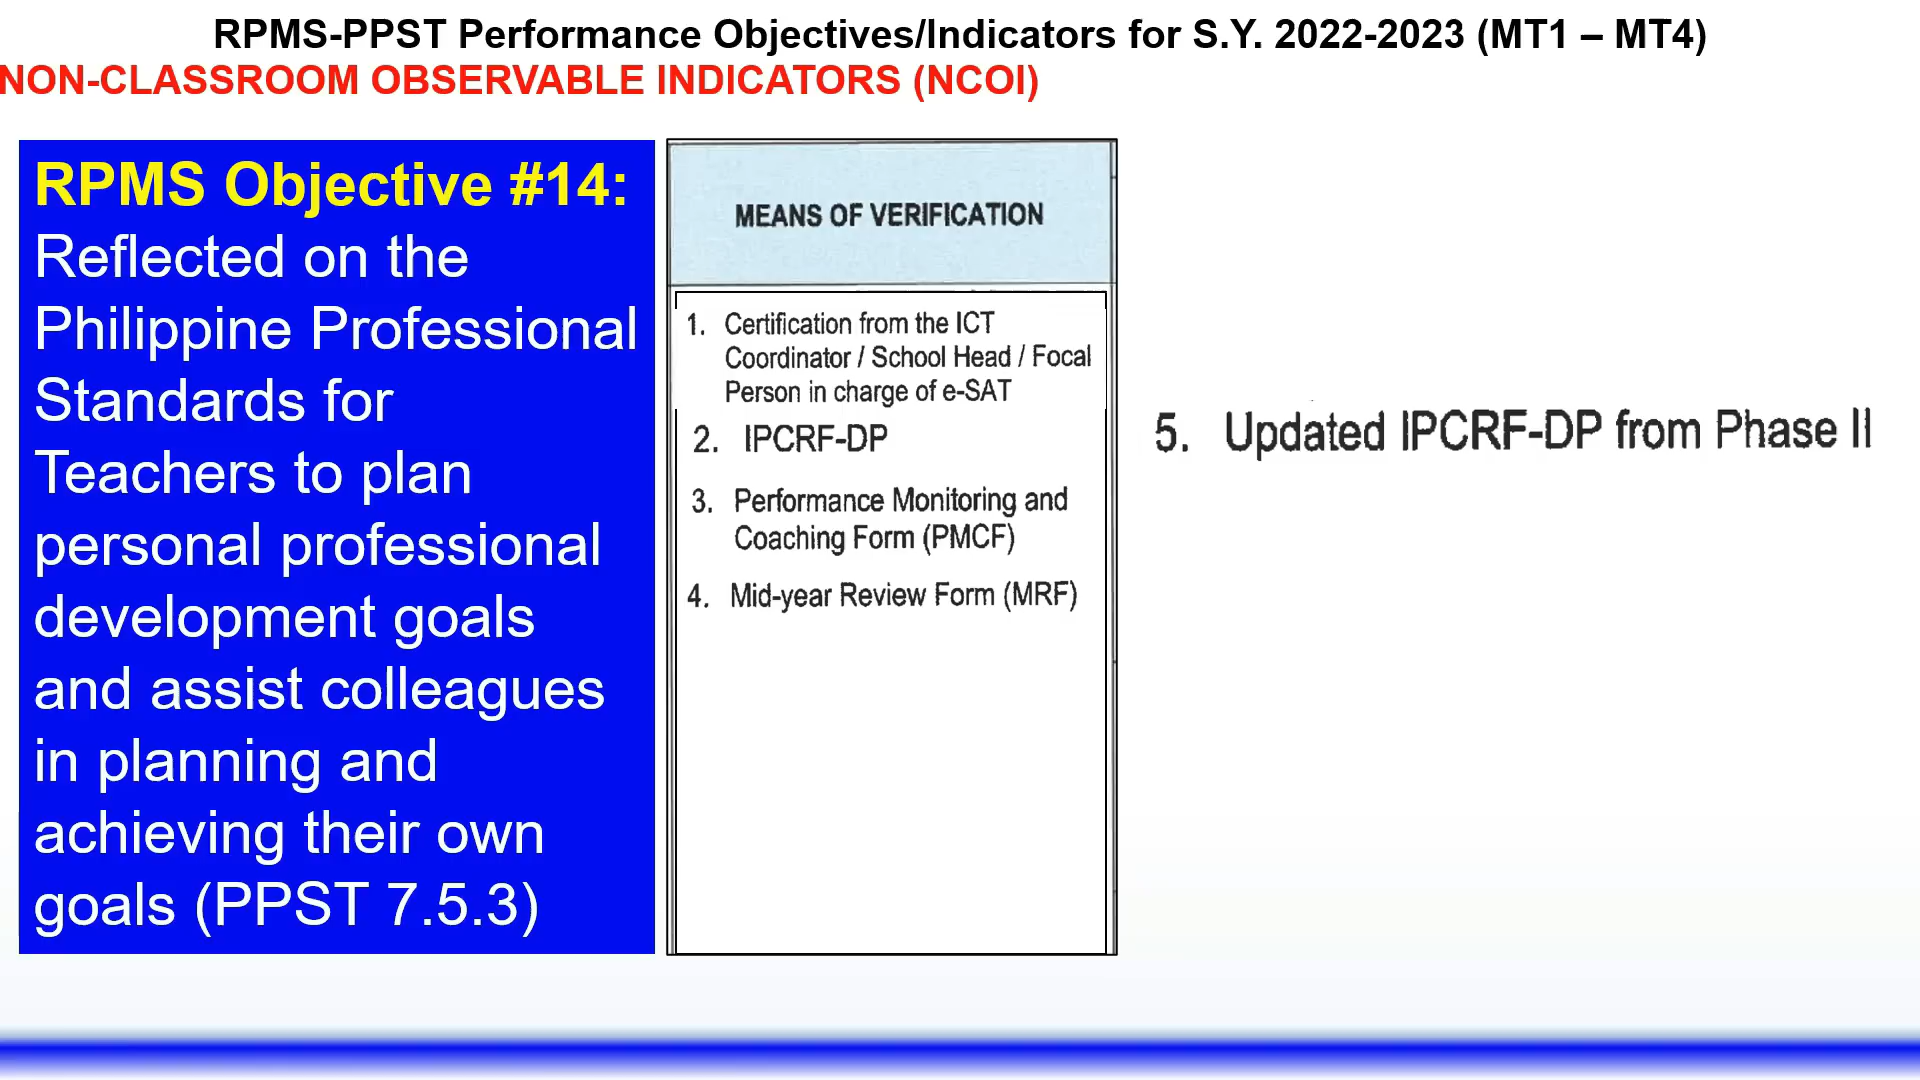 RPMS-PPST Performance Objectives/Indicators for S.Y. 2022-2023 (MT1 – MT4)
NON-CLASSROOM OBSERVABLE INDICATORS (NCOI)
RPMS Objective #14:
Reflected on the
Philippine Professional
Standards for
Teachers to plan
personal professional
development goals
and assist colleagues
in planning and
achieving their own
goals (PPST 7.5.3)
MEANS OF VERIFICATION
1. Certification from the ICT
Coordinator / School Head / Focal
Person in charge of e-SAT
2. IPCRF-DP
3. Performance Monitoring and
Coaching Form (PMCF)
4. Mid-year Review Form (MRF)
5. Updated IPCRF-DP from Phase II